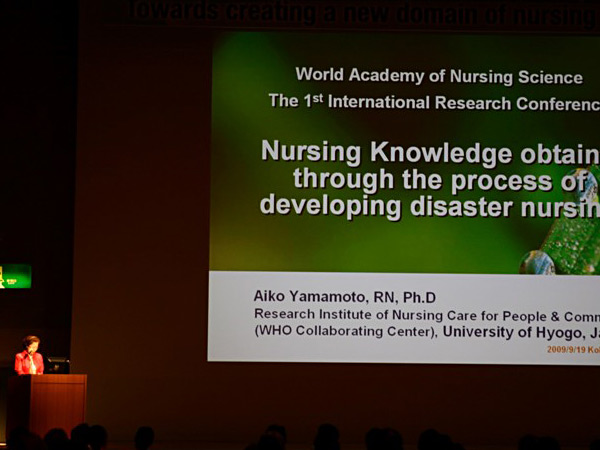 Towards creating a new domain of nursing
World Academy of Nursing Science
The 1st International Research Conferenc
Nursing Knowledge obtain
through the process of
developing disaster nursin
Aiko Yamamoto, RN, Ph.D
Research Institute of Nursing Care for People & Comm
(WHO Collaborating Center), University of Hyogo, Ja
2009/9/19 Ko